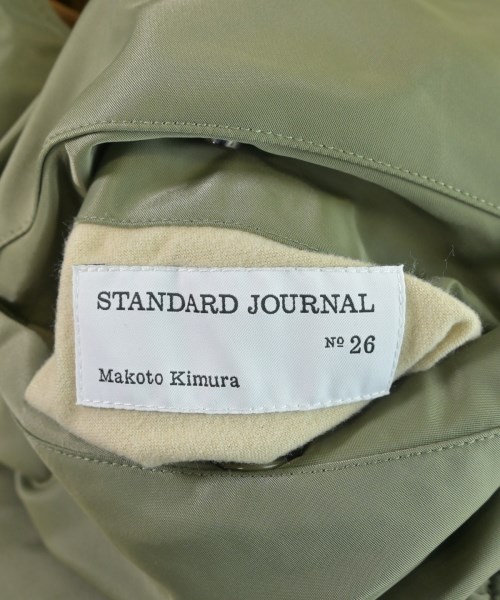 STANDARD JOURNAL
Nº 26
Makoto Kimura